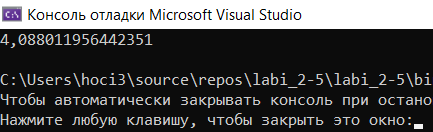 Консоль отладки Microsoft Visual Studio
4,088011956442351
C:\Users\hoci3\source\repos\labi_2-5\labi_2-5\bi
Чтобы автоматически закрывать консоль при остано
Нажмите любую клавишу, чтобы закрыть это окно: